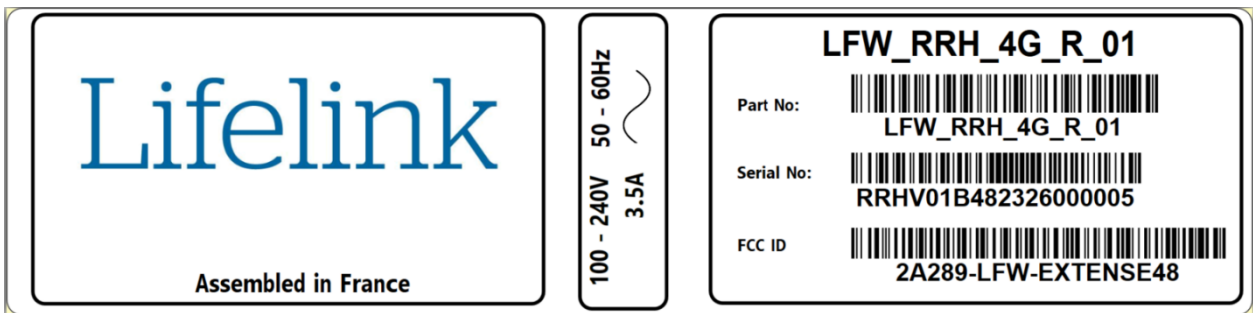 Lifelink
Assembled in France
100 - 240V 50 - 60Hz
3.5A
LFW_RRH_4G_R_01
Part No:
LFW_RRH_4G_R_01
Serial No:
RRHV01B482326000005
FCC ID
2A289-LFW-EXTENSE48